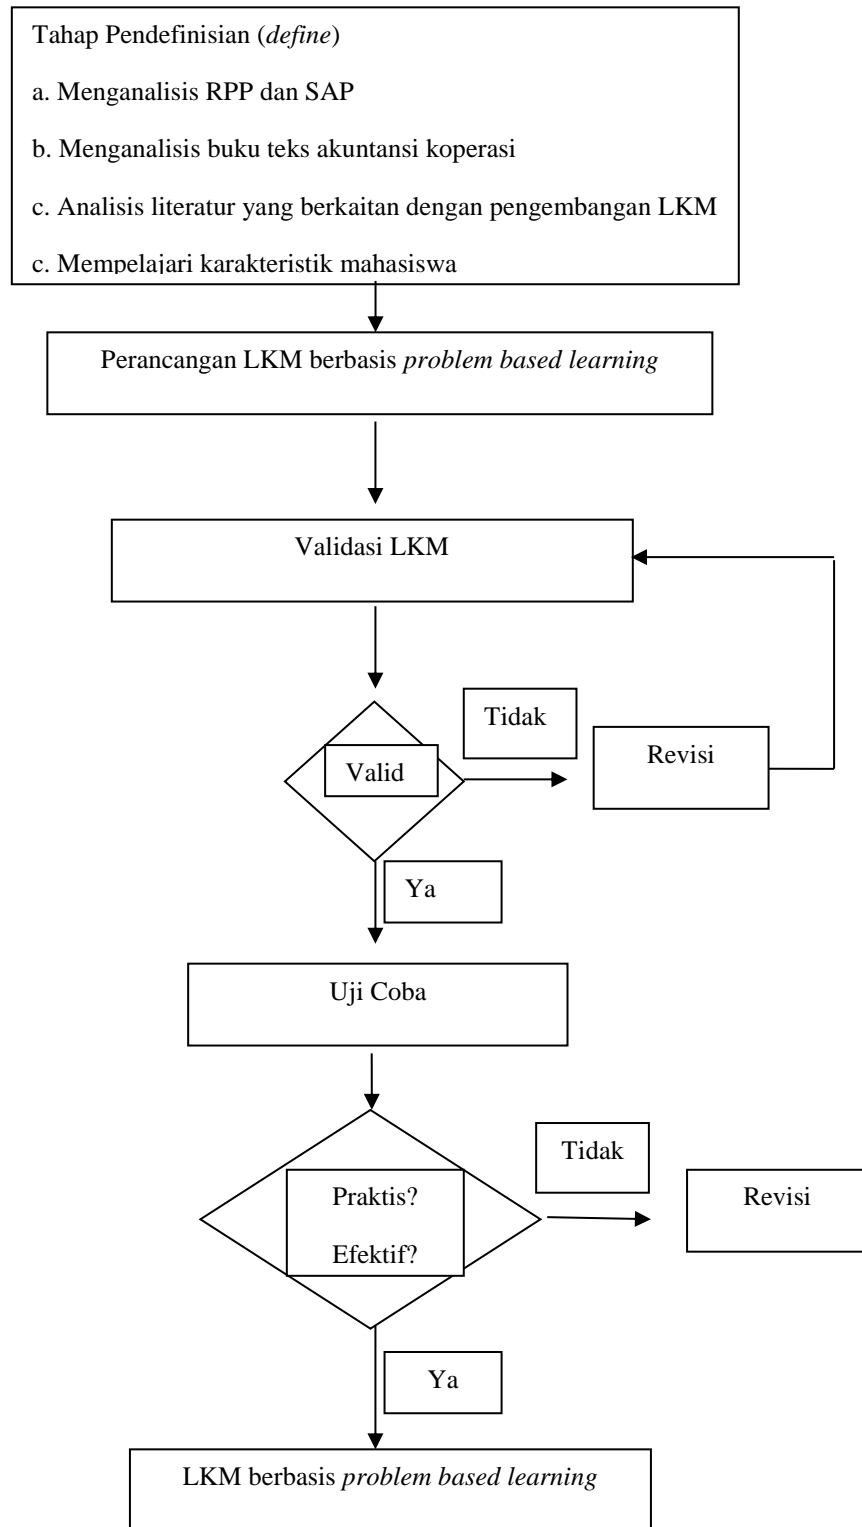 Tahap Pendefinisian (define)
a. Menganalisis RPP dan SAP
b. Menganalisis buku teks akuntansi koperasi
c. Analisis literatur yang berkaitan dengan pengembangan LKM
c. Mempelajari karakteristik mahasiswa
Perancangan LKM berbasis problem based learning
Validasi LKM
Tidak
Revisi
Valid
Ya
Uji Coba
Tidak
Revisi
Praktis?
Efektif?
Ya
LKM berbasis problem based learning